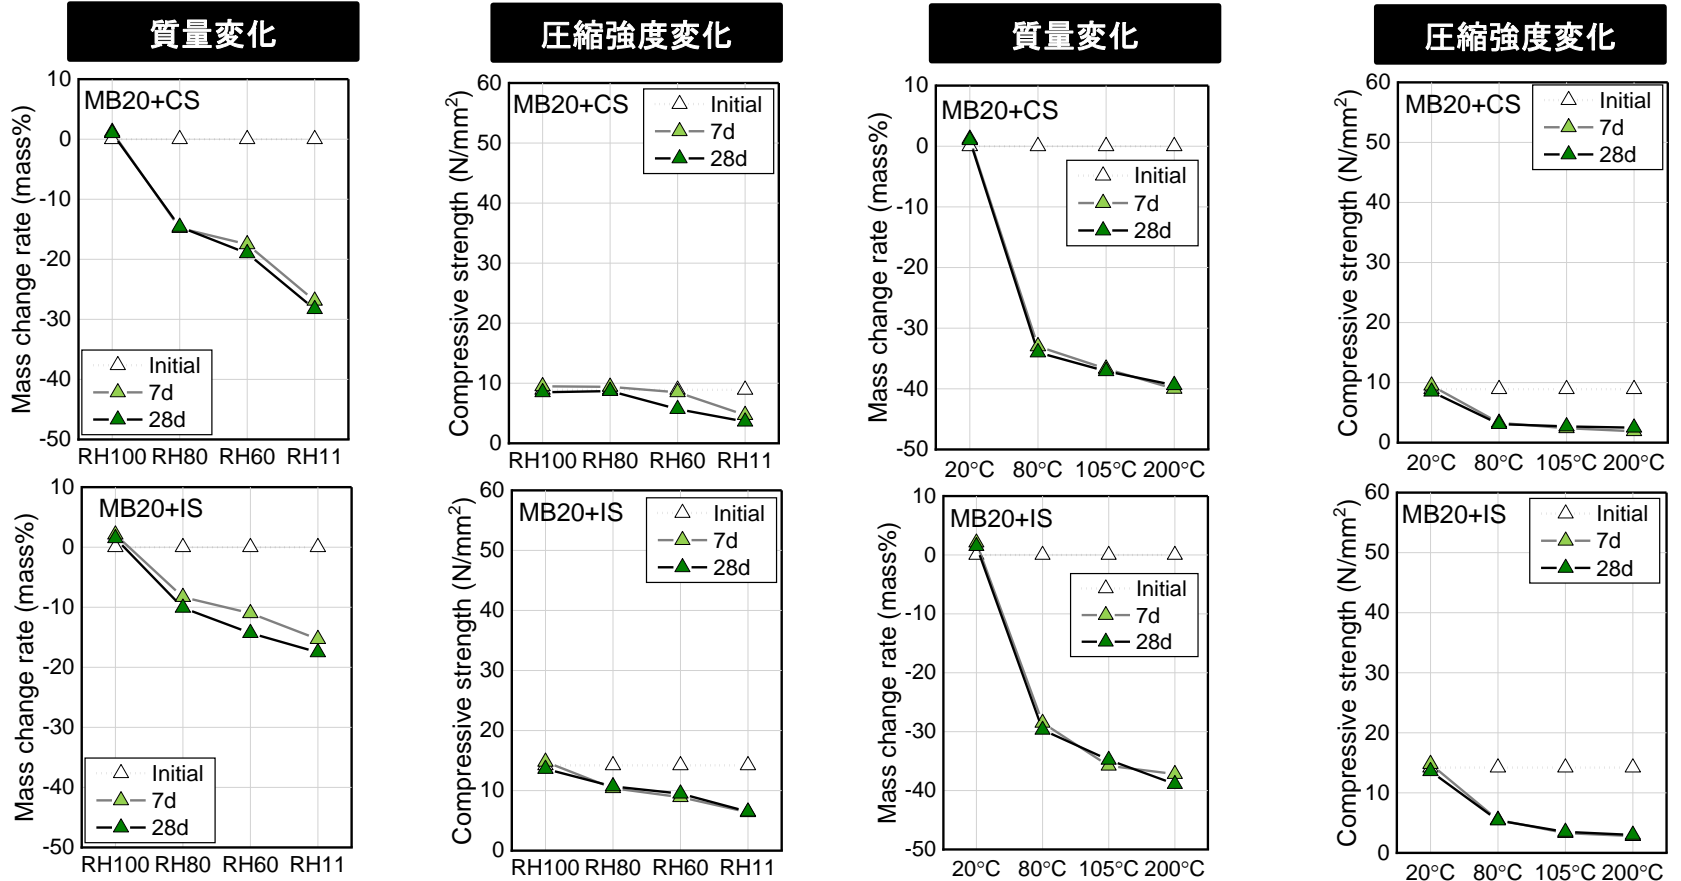 質量変化
圧縮強度変化
質量変化
圧縮強度変化
Mass change rate (mass%)
10
0
-10
-20
-30
-40
-50
MB20+CS
Initial
7d
28d
RH100 RH80 RH60 RH11
Compressive strength (N/mm²)
60
50
40
30
20
10
0
MB20+CS
Initial
7d
28d
RH100 RH80 RH60 RH11
Mass change rate (mass%)
10
0
-10
-20
-30
-40
-50
MB20+CS
Initial
7d
28d
20°C 80°C 105°C 200°C
Compressive strength (N/mm²)
60
50
40
30
20
10
0
MB20+CS
Initial
7d
28d
20°C 80°C 105°C 200°C
Mass change rate (mass%)
10
0
-10
-20
-30
-40
-50
MB20+IS
Initial
7d
28d
RH100 RH80 RH60 RH11
Compressive strength (N/mm²)
60
50
40
30
20
10
0
MB20+IS
Initial
7d
28d
RH100 RH80 RH60 RH11
Mass change rate (mass%)
10
0
-10
-20
-30
-40
-50
MB20+IS
Initial
7d
28d
20°C 80°C 105°C 200°C
Compressive strength (N/mm²)
60
50
40
30
20
10
0
MB20+IS
Initial
7d
28d
20°C 80°C 105°C 200°C